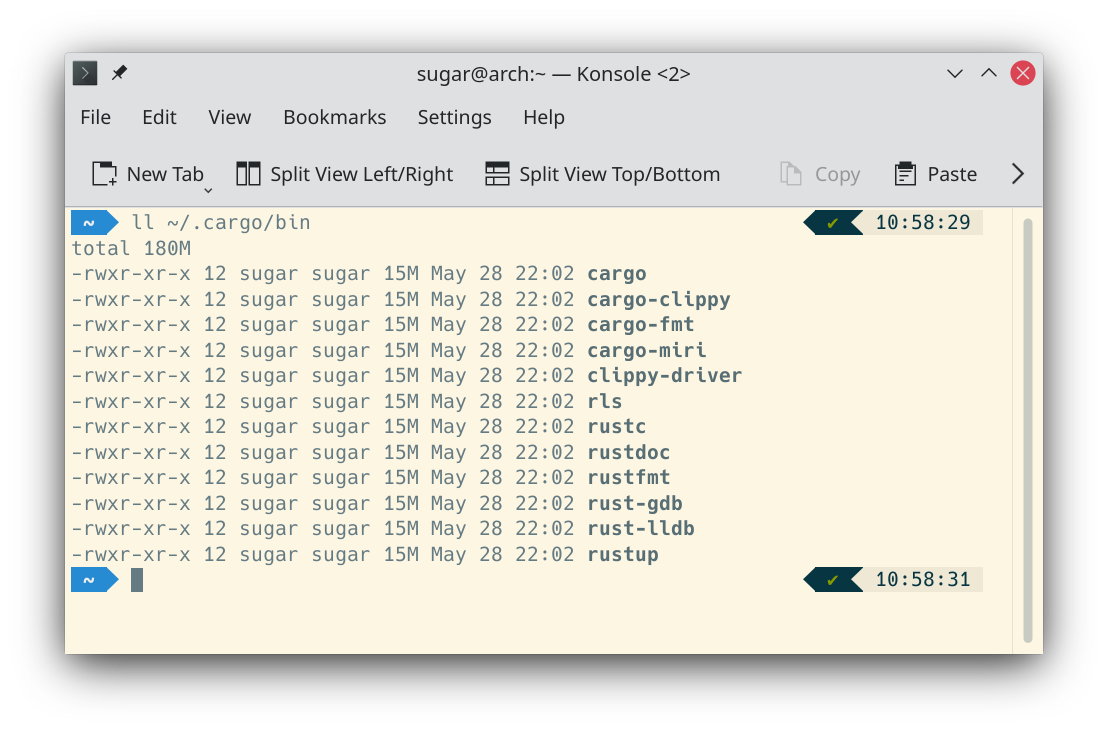 sugar@arch:~ — Konsole <2>
File Edit View Bookmarks Settings Help
New Tab Split View Left/Right Split View Top/Bottom Copy Paste
~ ll ~/.cargo/bin ✔ 10:58:29
total 180M
-rwxr-xr-x 12 sugar sugar 15M May 28 22:02 cargo
-rwxr-xr-x 12 sugar sugar 15M May 28 22:02 cargo-clippy
-rwxr-xr-x 12 sugar sugar 15M May 28 22:02 cargo-fmt
-rwxr-xr-x 12 sugar sugar 15M May 28 22:02 cargo-miri
-rwxr-xr-x 12 sugar sugar 15M May 28 22:02 clippy-driver
-rwxr-xr-x 12 sugar sugar 15M May 28 22:02 rls
-rwxr-xr-x 12 sugar sugar 15M May 28 22:02 rustc
-rwxr-xr-x 12 sugar sugar 15M May 28 22:02 rustdoc
-rwxr-xr-x 12 sugar sugar 15M May 28 22:02 rustfmt
-rwxr-xr-x 12 sugar sugar 15M May 28 22:02 rust-gdb
-rwxr-xr-x 12 sugar sugar 15M May 28 22:02 rust-lldb
-rwxr-xr-x 12 sugar sugar 15M May 28 22:02 rustup
~ ✔ 10:58:31